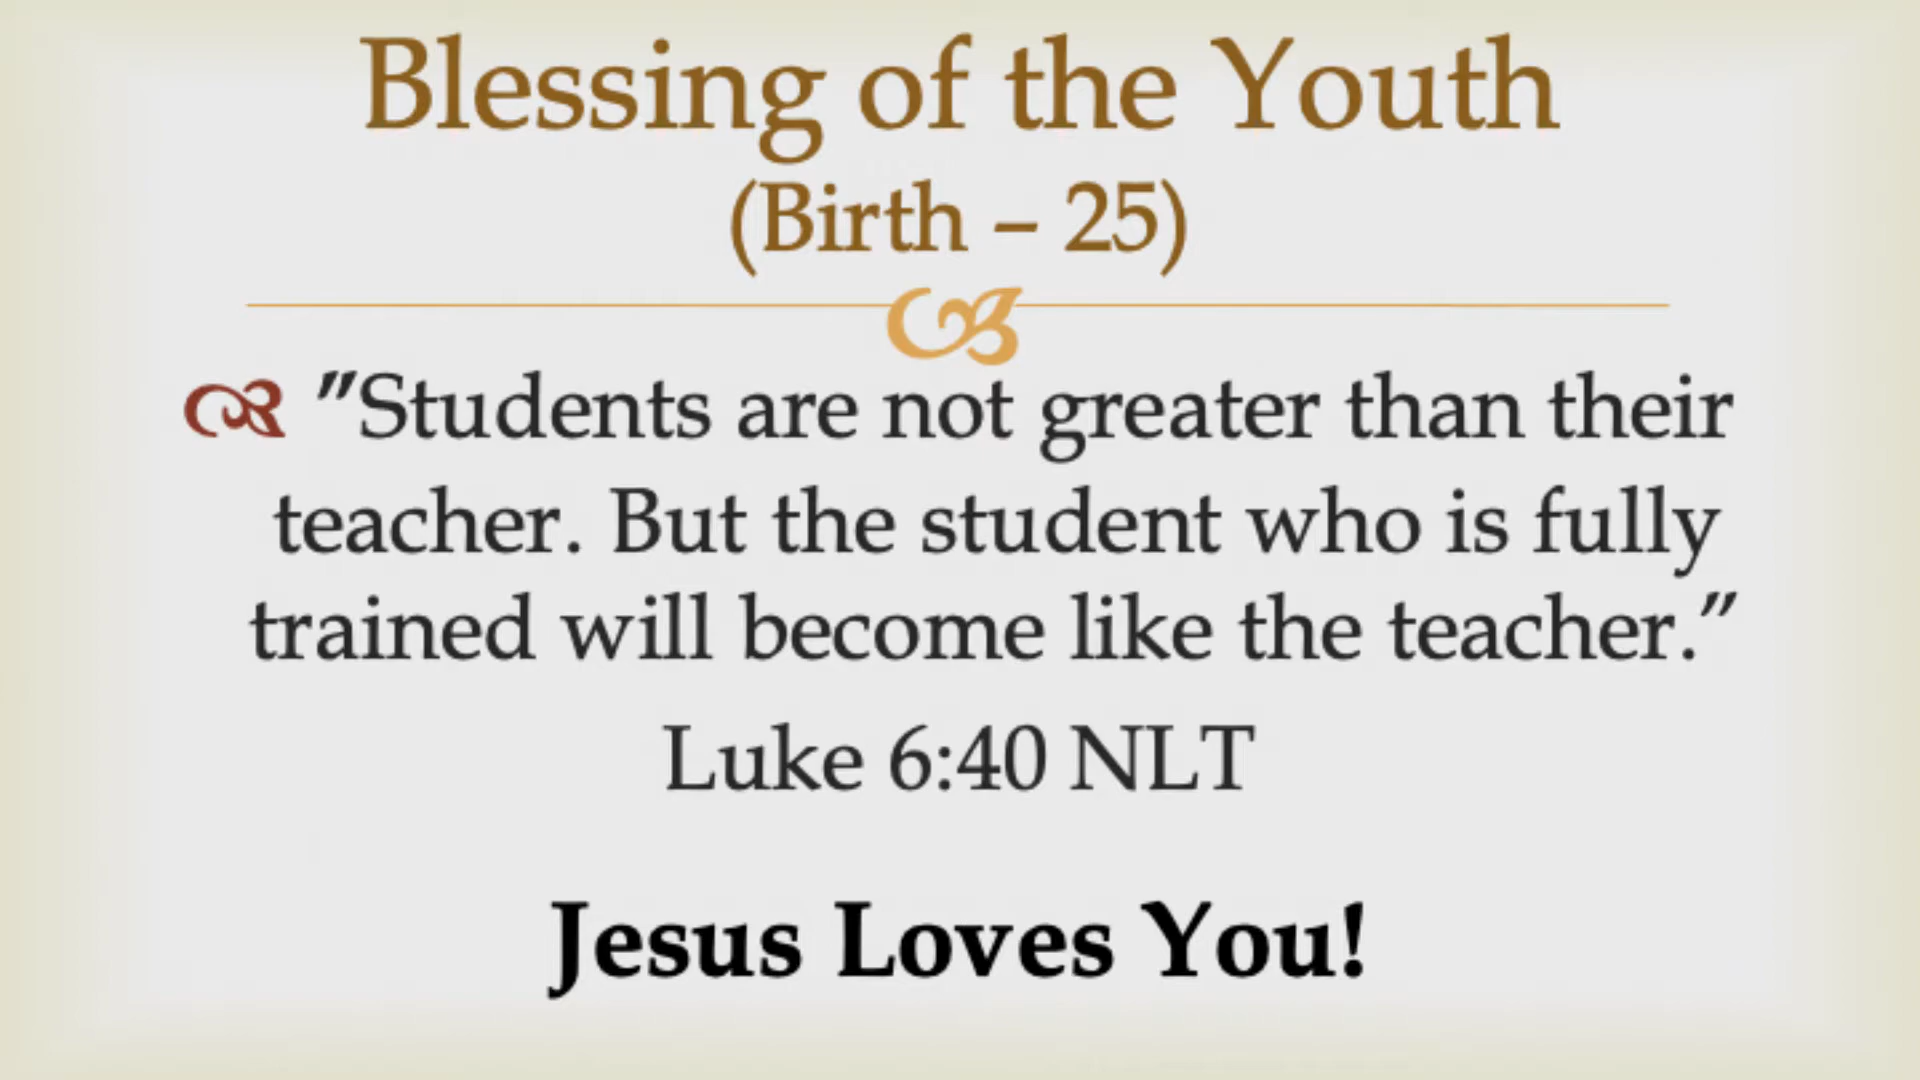 Blessing of the Youth
(Birth – 25)
"Students are not greater than their
teacher. But the student who is fully
trained will become like the teacher.”
Luke 6:40 NLT
Jesus Loves You!